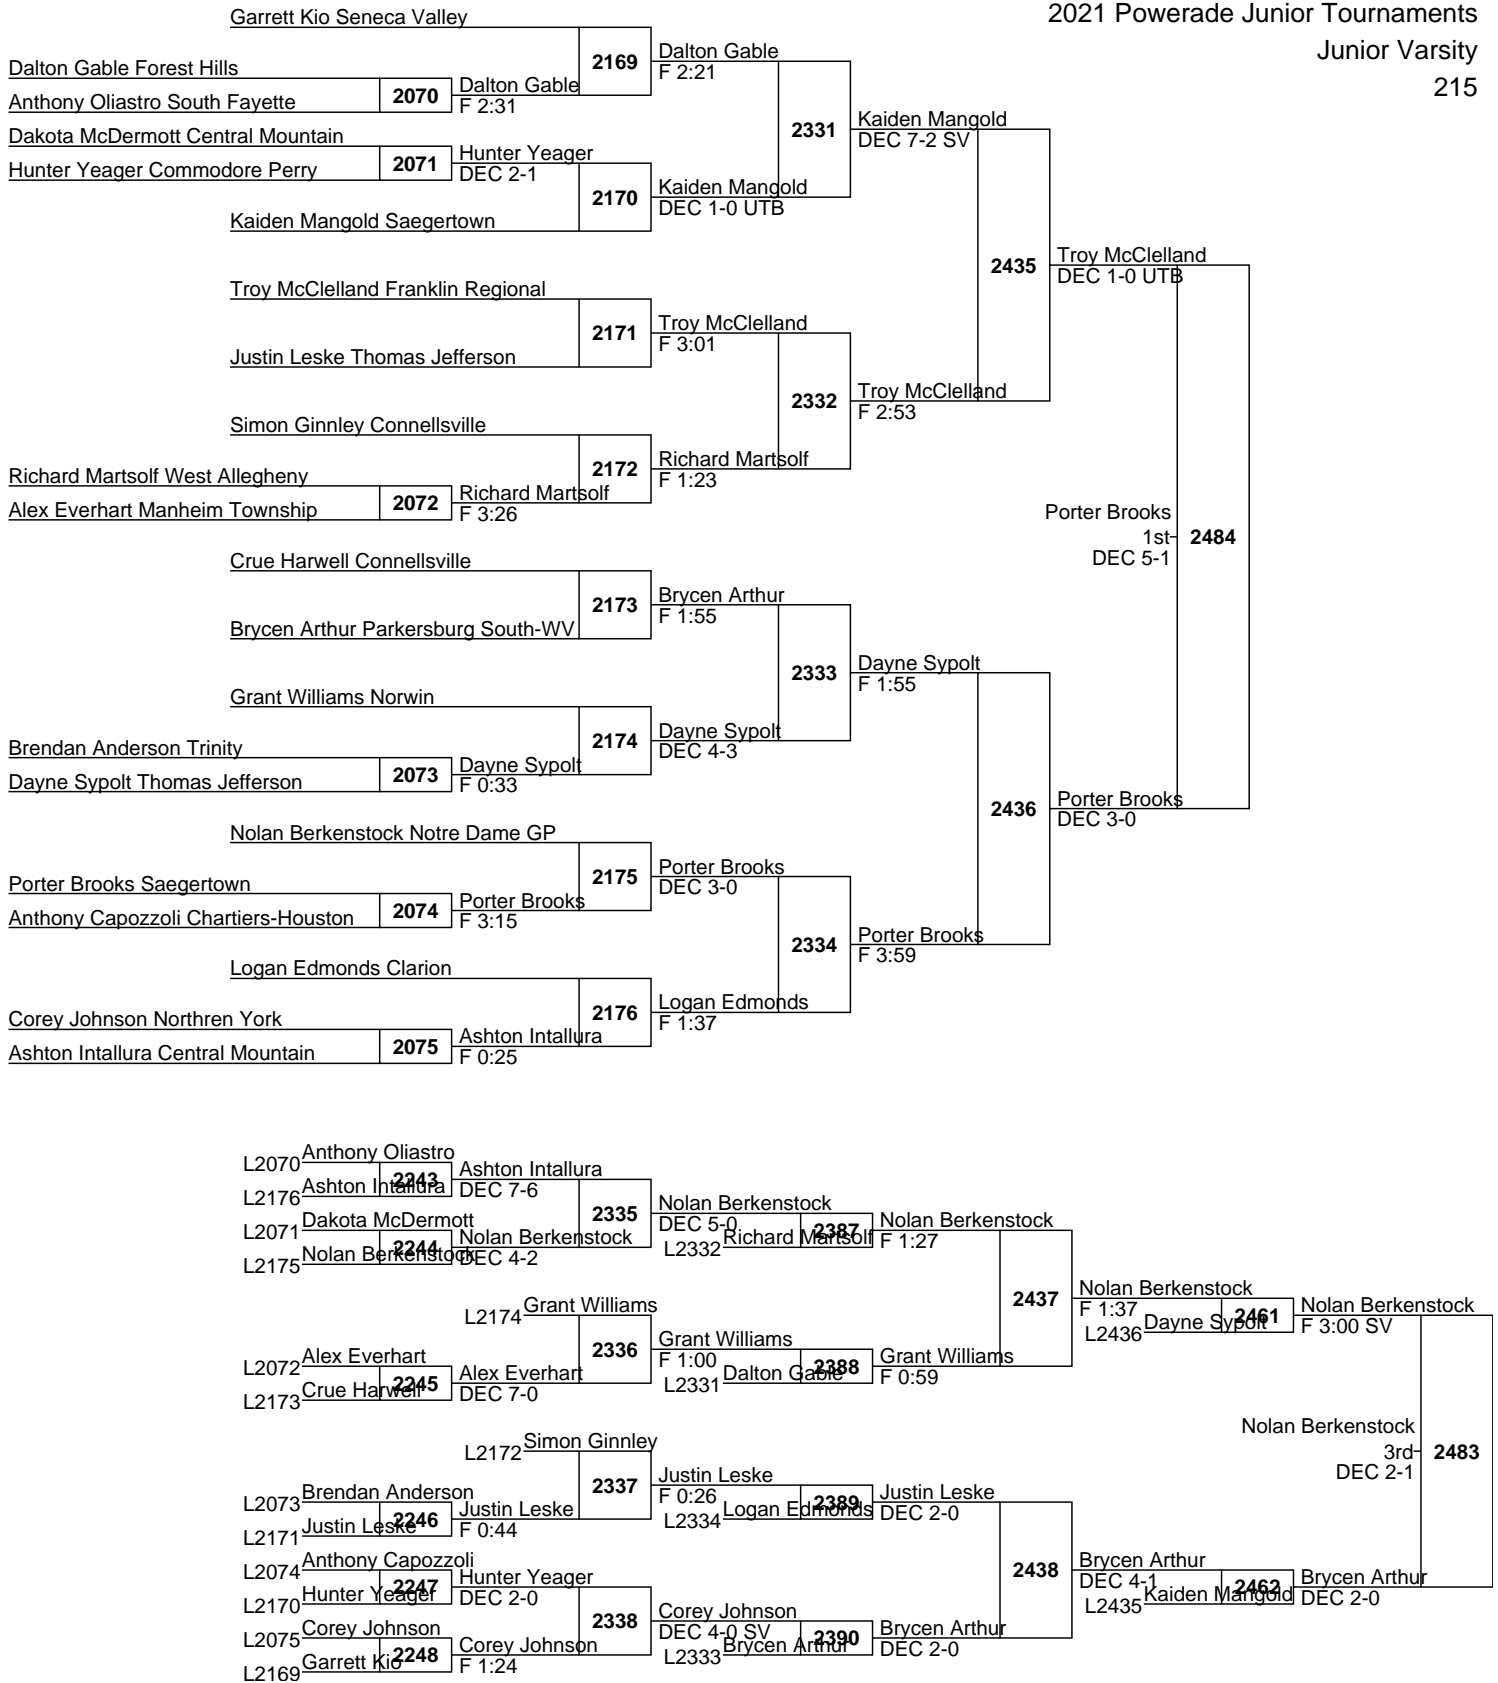 2021 Powerade Junior Tournaments
Junior Varsity
215
Garrett Kio Seneca Valley
2169
Dalton Gable
F 2:21
Dalton Gable Forest Hills
2070
Dalton Gable
F 2:31
Anthony Oliastro South Fayette
Dakota McDermott Central Mountain
2331
Kaiden Mangold
DEC 7-2 SV
2071
Hunter Yeager
DEC 2-1
Hunter Yeager Commodore Perry
2170
Kaiden Mangold
DEC 1-0 UTB
Kaiden Mangold Saegertown
2435
Troy McClelland
DEC 1-0 UTB
Troy McClelland Franklin Regional
2171
Troy McClelland
F 3:01
Justin Leske Thomas Jefferson
2332
Troy McClelland
F 2:53
Simon Ginnley Connellsville
2172
Richard Martsolf
F 1:23
Richard Martsolf West Allegheny
2072
Richard Martsolf
F 3:26
Alex Everhart Manheim Township
Porter Brooks
1st
DEC 5-1
2484
Crue Harwell Connellsville
2173
Brycen Arthur
F 1:55
Brycen Arthur Parkersburg South-WV
2333
Dayne Sypolt
F 1:55
Grant Williams Norwin
2174
Dayne Sypolt
DEC 4-3
Brendan Anderson Trinity
2073
Dayne Sypolt
F 0:33
Dayne Sypolt Thomas Jefferson
2436
Porter Brooks
DEC 3-0
Nolan Berkenstock Notre Dame GP
2175
Porter Brooks
DEC 3-0
Porter Brooks Saegertown
2074
Porter Brooks
F 3:15
Anthony Capozzoli Chartiers-Houston
2334
Porter Brooks
F 3:59
Logan Edmonds Clarion
2176
Logan Edmonds
F 1:37
Corey Johnson Northren York
2075
Ashton Intallura
F 0:25
Ashton Intallura Central Mountain
L2070
Anthony Oliastro
2243
Ashton Intallura
DEC 7-6
L2176
Ashton Intallura
2335
Nolan Berkenstock
DEC 5-0
L2071
Dakota McDermott
2244
Nolan Berkenstock
DEC 4-2
L2175
Nolan Berkenstock
2387
Nolan Berkenstock
F 1:27
L2332
Richard Martsolf
2437
Nolan Berkenstock
F 1:37
L2174
Grant Williams
2336
Grant Williams
F 1:00
L2072
Alex Everhart
2245
Alex Everhart
DEC 7-0
L2173
Crue Harwell
2388
Grant Williams
F 0:59
L2331
Dalton Gable
2461
Nolan Berkenstock
F 3:00 SV
L2436
Dayne Sypolt
Nolan Berkenstock
3rd
DEC 2-1
2483
L2172
Simon Ginnley
2337
Justin Leske
F 0:26
L2073
Brendan Anderson
2246
Justin Leske
F 0:44
L2171
Justin Leske
2389
Justin Leske
DEC 2-0
L2334
Logan Edmonds
L2074
Anthony Capozzoli
2247
Hunter Yeager
DEC 2-0
L2170
Hunter Yeager
2438
Brycen Arthur
DEC 4-1
2338
Corey Johnson
DEC 4-0 SV
L2075
Corey Johnson
2248
Corey Johnson
F 1:24
L2169
Garrett Kio
2390
Brycen Arthur
DEC 2-0
L2333
Brycen Arthur
2462
Brycen Arthur
DEC 2-0
L2435
Kaiden Mangold